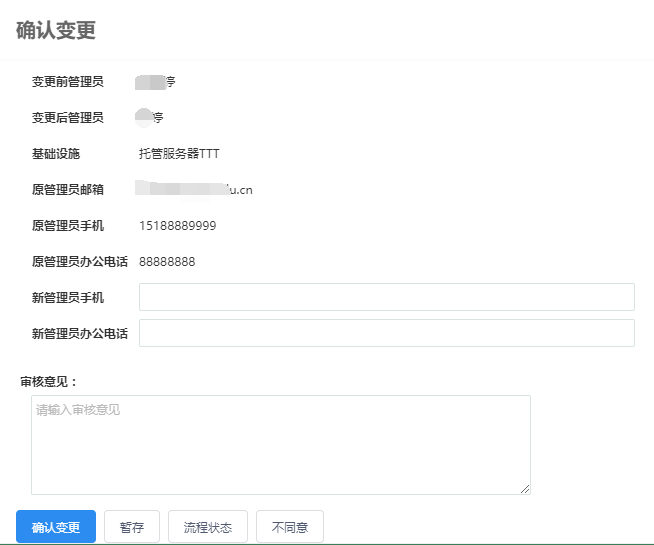 确认变更
变更前管理员 停
变更后管理员 停
基础设施 托管服务器TTT
原管理员邮箱 u.cn
原管理员手机 15188889999
原管理员办公电话 88888888
新管理员手机
新管理员办公电话
审核意见：
请输入审核意见
确认变更 暂存 流程状态 不同意